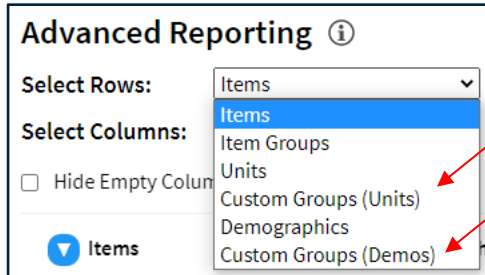 Advanced Reporting
Select Rows: Items
Items
Select Columns:
Item Groups
Units
Hide Empty
Custom Groups (Units)
Demographics
Items
Custom Groups (Demos)